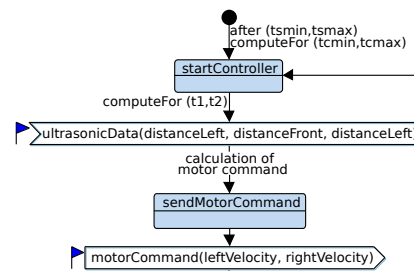 after (tsmin,tsmax)
computeFor (tcmin,tcmax)
startController
computeFor (t1,t2)
ultrasonicData(distanceLeft, distanceFront, distanceLeft)
calculation of
motor command
sendMotorCommand
motorCommand(leftVelocity, rightVelocity)